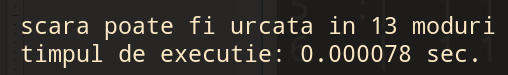 scara poate fi urcata in 13 moduri
timpul de executie: 0.000078 sec.